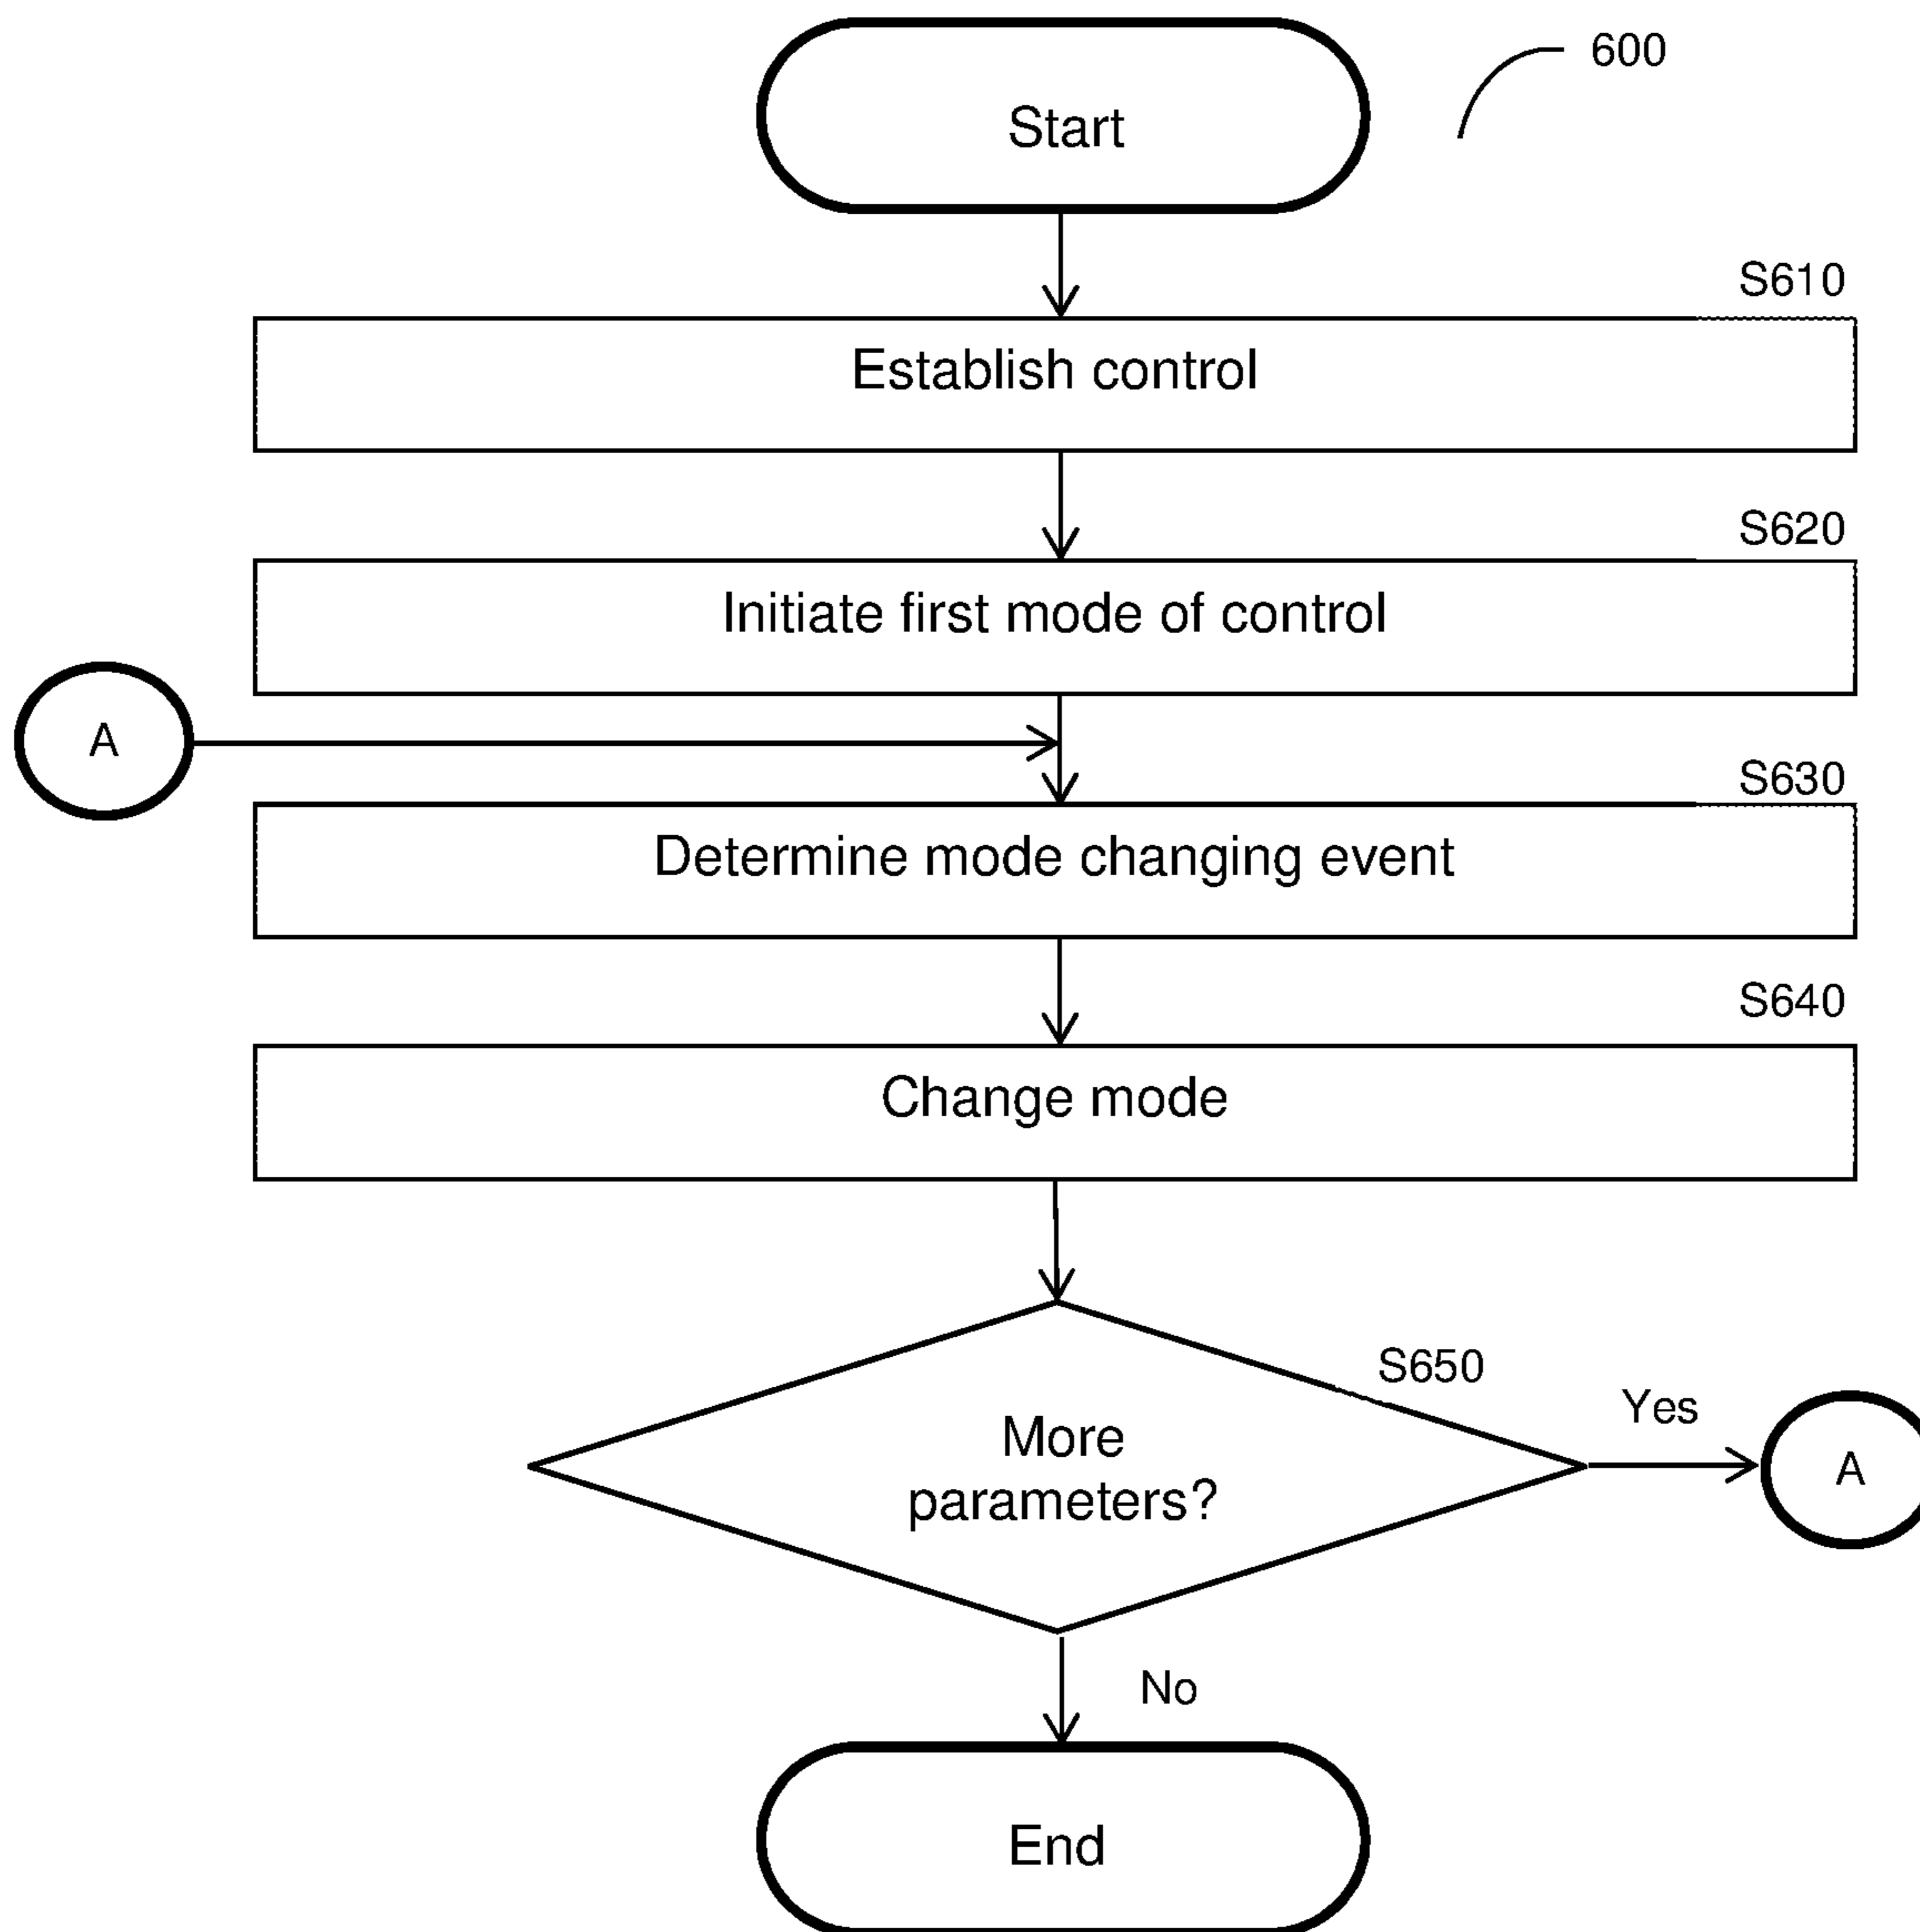 Start
600
S610
Establish control
S620
Initiate first mode of control
A
S630
Determine mode changing event
S640
Change mode
S650
More
parameters?
Yes
A
No
End